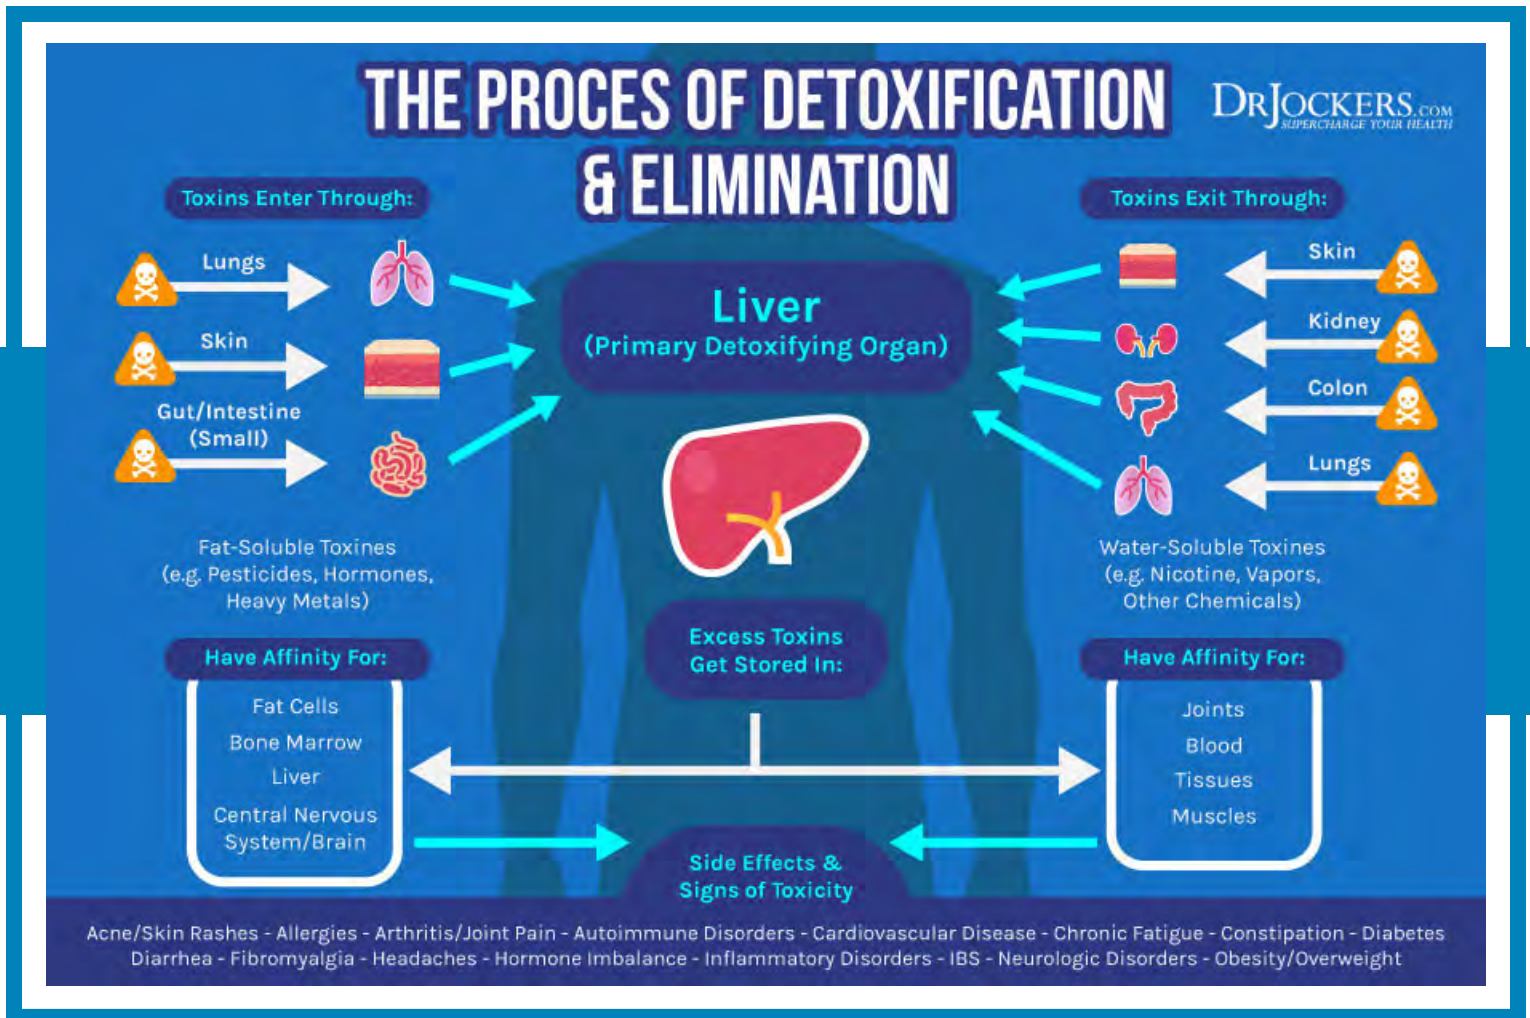 THE PROCES OF DETOXIFICATION
& ELIMINATION
DRJOCKERS.COM
SUPERCHARGE YOUR HEALTH
Toxins Enter Through:
Lungs
Skin
Gut/Intestine
(Small)
Fat-Soluble Toxines
(e.g. Pesticides, Hormones,
Heavy Metals)
Have Affinity For:
Fat Cells
Bone Marrow
Liver
Central Nervous
System/Brain
Liver
(Primary Detoxifying Organ)
Excess Toxins
Get Stored In:
Toxins Exit Through:
Skin
Kidney
Colon
Lungs
Water-Soluble Toxines
(e.g. Nicotine, Vapors,
Other Chemicals)
Have Affinity For:
Joints
Blood
Tissues
Muscles
Side Effects &
Signs of Toxicity
Acne/Skin Rashes - Allergies - Arthritis/Joint Pain - Autoimmune Disorders - Cardiovascular Disease - Chronic Fatigue - Constipation - Diabetes
Diarrhea - Fibromyalgia - Headaches - Hormone Imbalance - Inflammatory Disorders - IBS - Neurologic Disorders - Obesity/Overweight